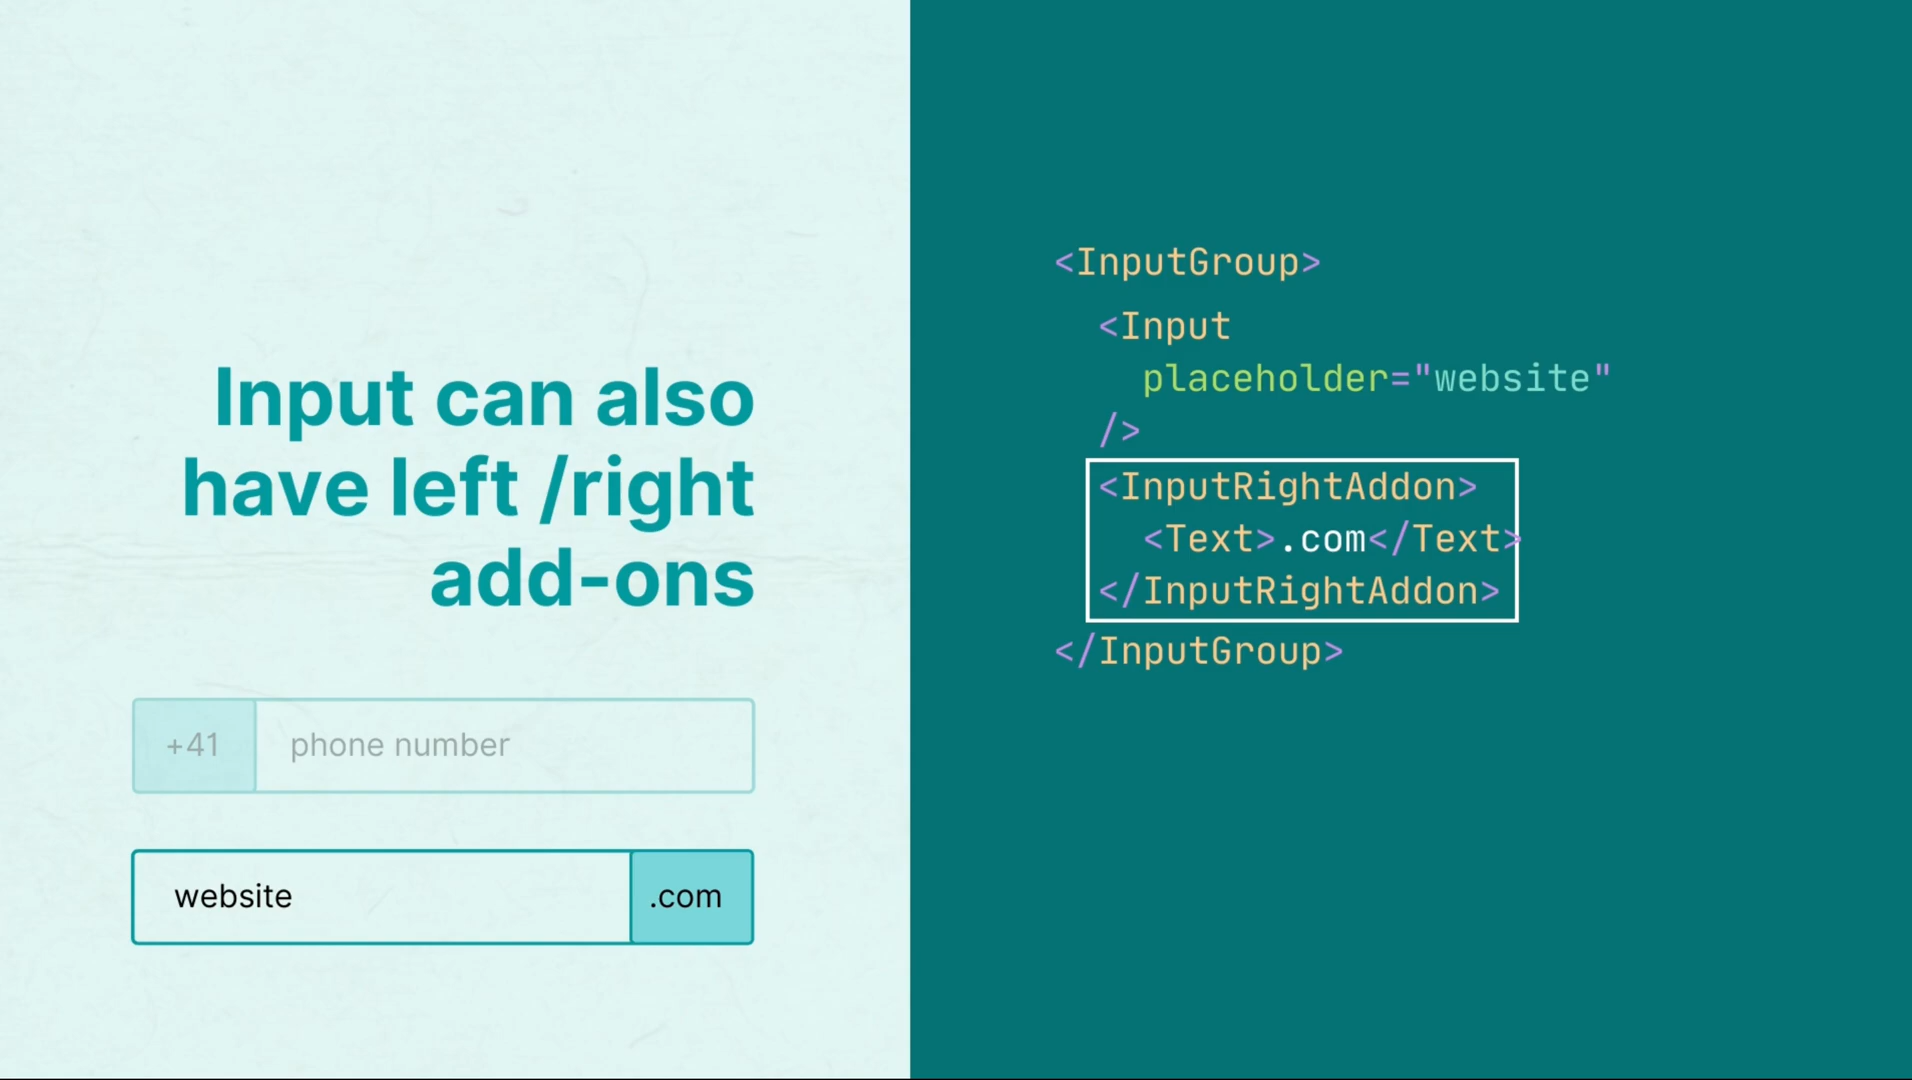 Input can also
have left /right
add-ons
+41 phone number
website .com
<InputGroup>
<Input
placeholder="website"
/>
<InputRightAddon>
<Text>.com</Text>
</InputRightAddon>
</InputGroup>